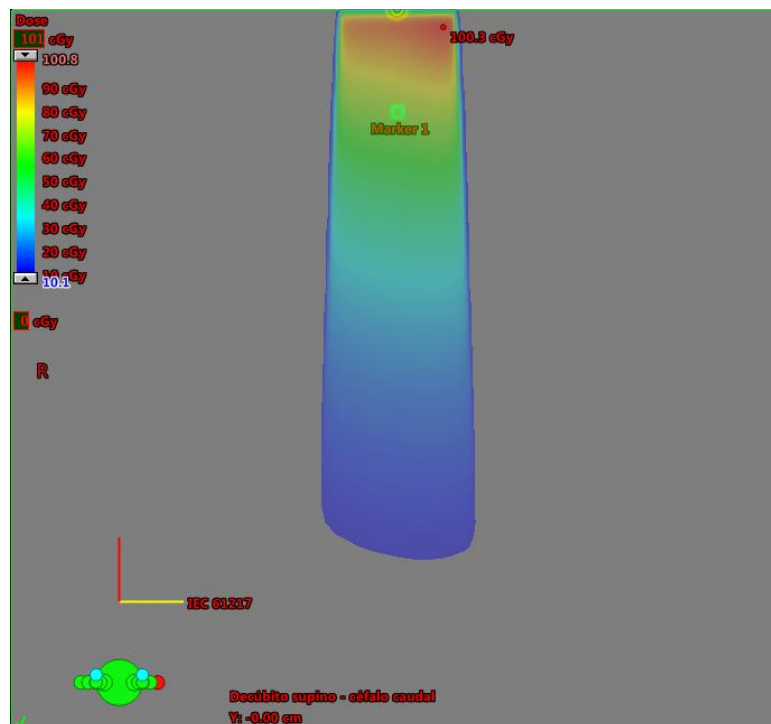 Dose
101 cGy
100.8
90 cGy
80 cGy
70 cGy
60 cGy
50 cGy
40 cGy
30 cGy
20 cGy
10.1
0 cGy
100.3 cGy
Marker 1
R
IEC 61217
Decúbito supino - céfalo caudal
Y: -0.00 cm